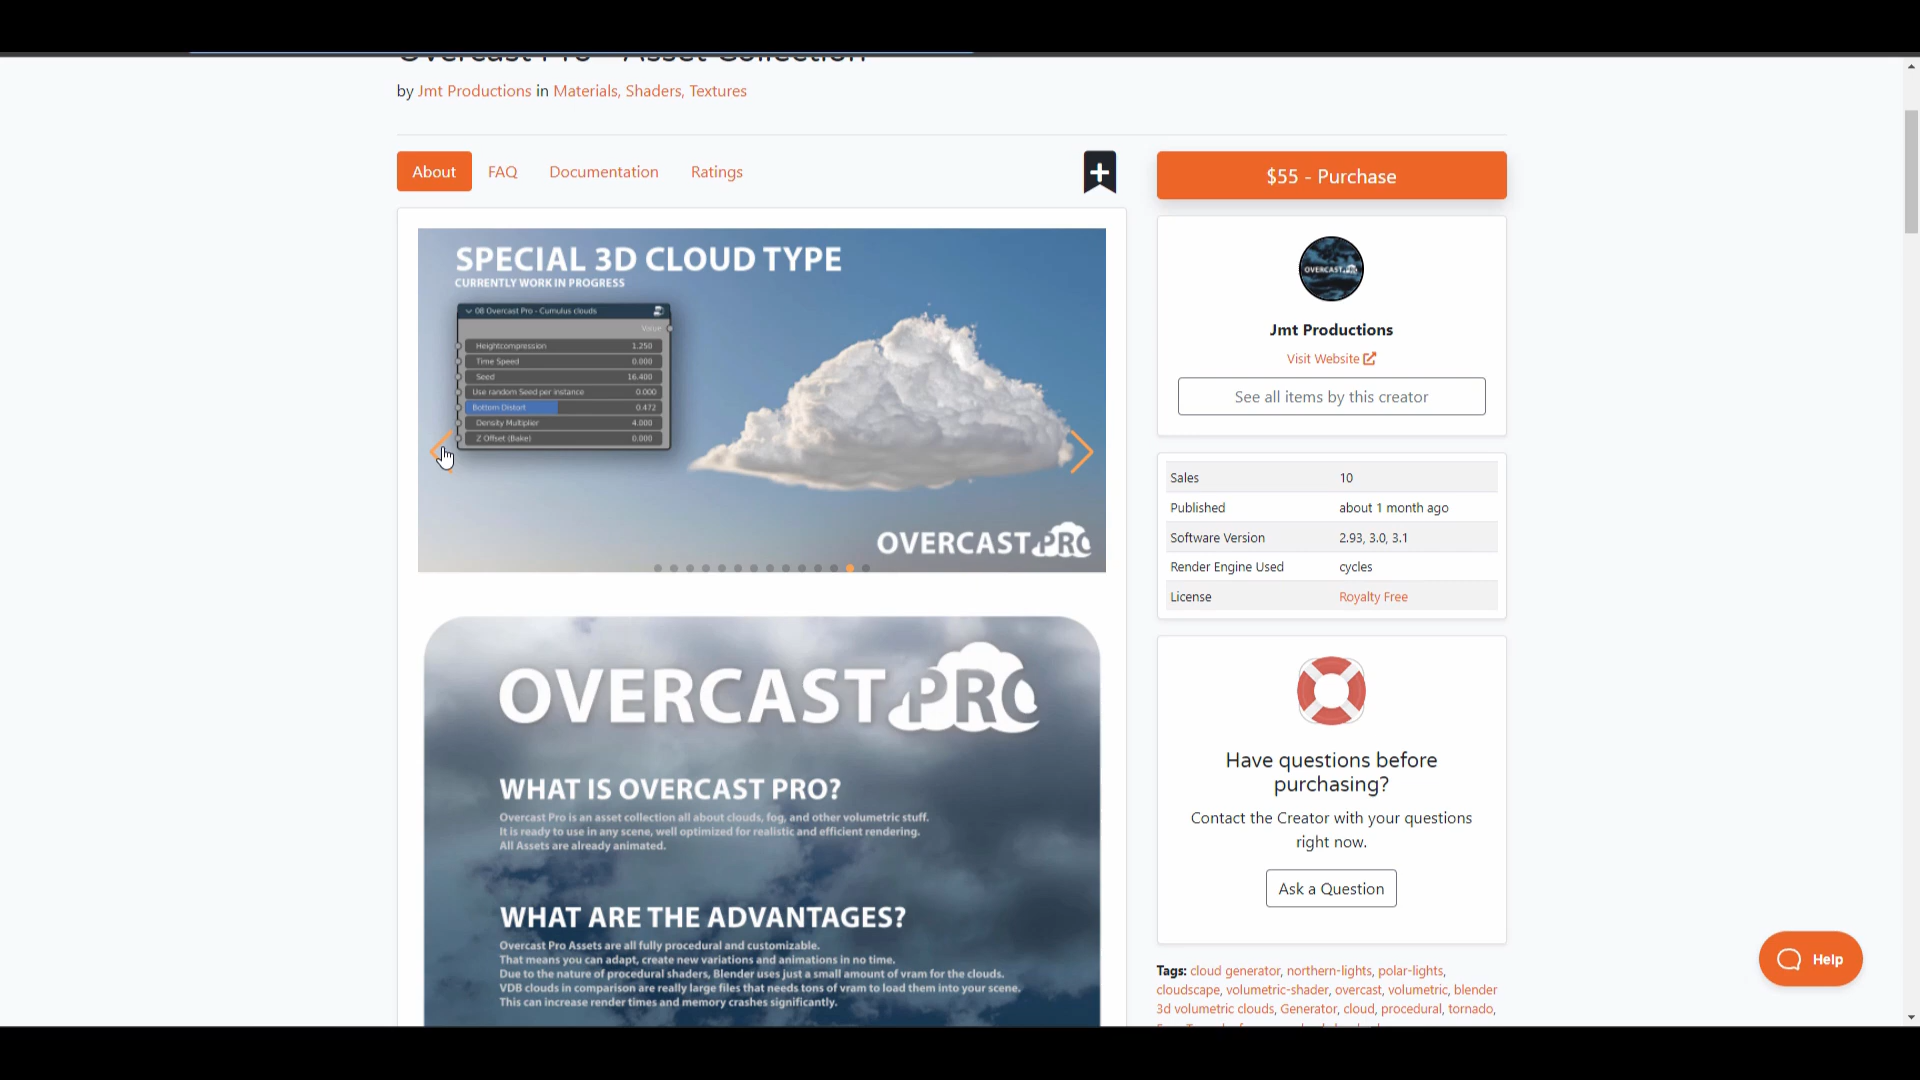 Overcast Pro - Asset Collection
by Jmt Productions in Materials, Shaders, Textures
About
FAQ
Documentation
Ratings
$55 - Purchase
SPECIAL 3D CLOUD TYPE
CURRENTLY WORK IN PROGRESS
08 Overcast Pro - Cumulus clouds
Value
Heightcompression 1.250
Time Speed 0.000
Seed 16.400
Use random Seed per instance 0.000
Bottom Distort 0.472
Density Multiplier 4.000
Z Offset (Bake) 0.000
OVERCAST PRO
OVERCAST PRO
Jmt Productions
Visit Website
See all items by this creator
Sales 10
Published about 1 month ago
Software Version 2.93, 3.0, 3.1
Render Engine Used cycles
License Royalty Free
OVERCAST PRO
WHAT IS OVERCAST PRO?
Overcast Pro is an asset collection all about clouds, fog, and other volumetric stuff.
It is ready to use in any scene, well optimized for realistic and efficient rendering.
All Assets are already animated.
WHAT ARE THE ADVANTAGES?
Overcast Pro Assets are all fully procedural and customizable.
That means you can adapt, create new variations and animations in no time.
Due to the nature of procedural shaders, Blender uses just a small amount of vram for the clouds.
VDB clouds in comparison are really large files that needs tons of vram to load them into your scene.
This can increase render times and memory crashes significantly.
Have questions before
purchasing?
Contact the Creator with your questions
right now.
Ask a Question
Tags: cloud generator, northern-lights, polar-lights,
cloudscape, volumetric-shader, overcast, volumetric, blender
3d volumetric clouds, Generator, cloud, procedural, tornado,
Help